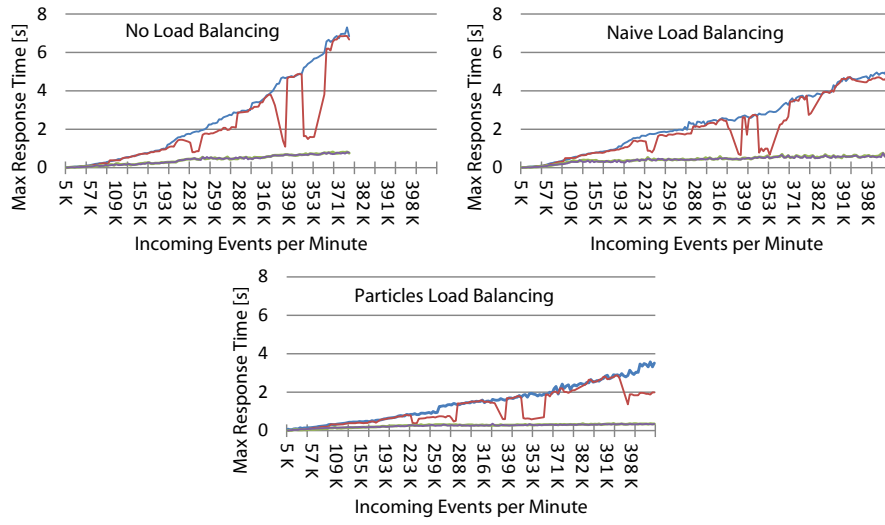 No Load Balancing
Max Response Time [s]
8
6
4
2
0
5 K
57 K
109 K
155 K
193 K
223 K
259 K
288 K
316 K
339 K
353 K
371 K
382 K
391 K
398 K
Incoming Events per Minute
Naive Load Balancing
Max Response Time [s]
8
6
4
2
0
5 K
57 K
109 K
155 K
193 K
223 K
259 K
288 K
316 K
339 K
353 K
371 K
382 K
391 K
398 K
Incoming Events per Minute
Particles Load Balancing
Max Response Time [s]
8
6
4
2
0
5 K
57 K
109 K
155 K
193 K
223 K
259 K
288 K
316 K
339 K
353 K
371 K
382 K
391 K
398 K
Incoming Events per Minute